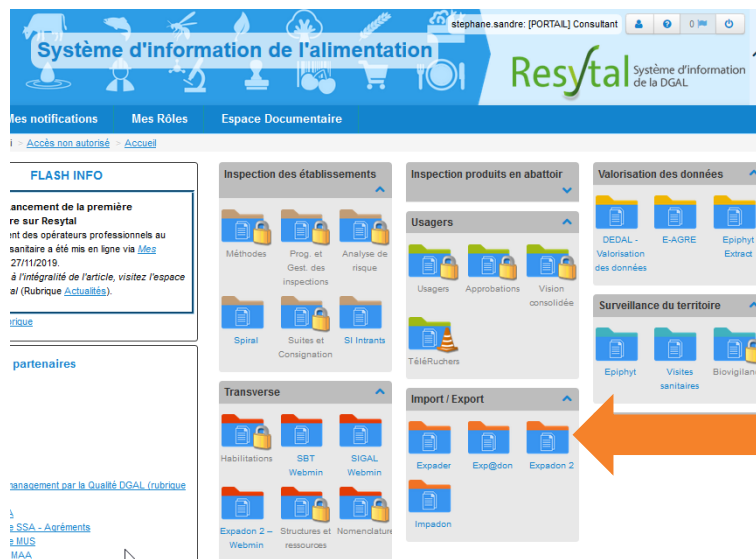 stephane.sandre: [PORTAIL] Consultant
0
Système d'information de l'alimentation
Resytal Système d'information
de la DGAL
Mes notifications Mes Rôles Espace Documentaire
> Accès non autorisé > Accueil
FLASH INFO
ancement de la première
re sur Resytal
ent des opérateurs professionnels au
sanitaire a été mis en ligne via Mes
27/11/2019.
à l'intégralité de l'article, visitez l'espace
al (Rubrique Actualités).
rique
partenaires
management par la Qualité DGAL (rubrique
A
e SSA - Agréments
e MUS
MAA
Inspection des établissements
Méthodes
Prog. et
Gest. des
inspections
Analyse de
risque
Spiral
Suites et
Consignation
SI Intrants
Transverse
Habilitations
SBT
Webmin
SIGAL
Webmin
Expadon 2 –
Webmin
Structures et
ressources
Nomenclature
Inspection produits en abattoir
Usagers
Usagers
Approbations
Vision
consolidée
TéléRuchers
Import / Export
Expader
Exp@don
Expadon 2
Impadon
Valorisation des données
DEDAL -
Valorisation
des données
E-AGRE
Epiphyt
Extract
Surveillance du territoire
Epiphyt
Visites
sanitaires
Biovigilanc